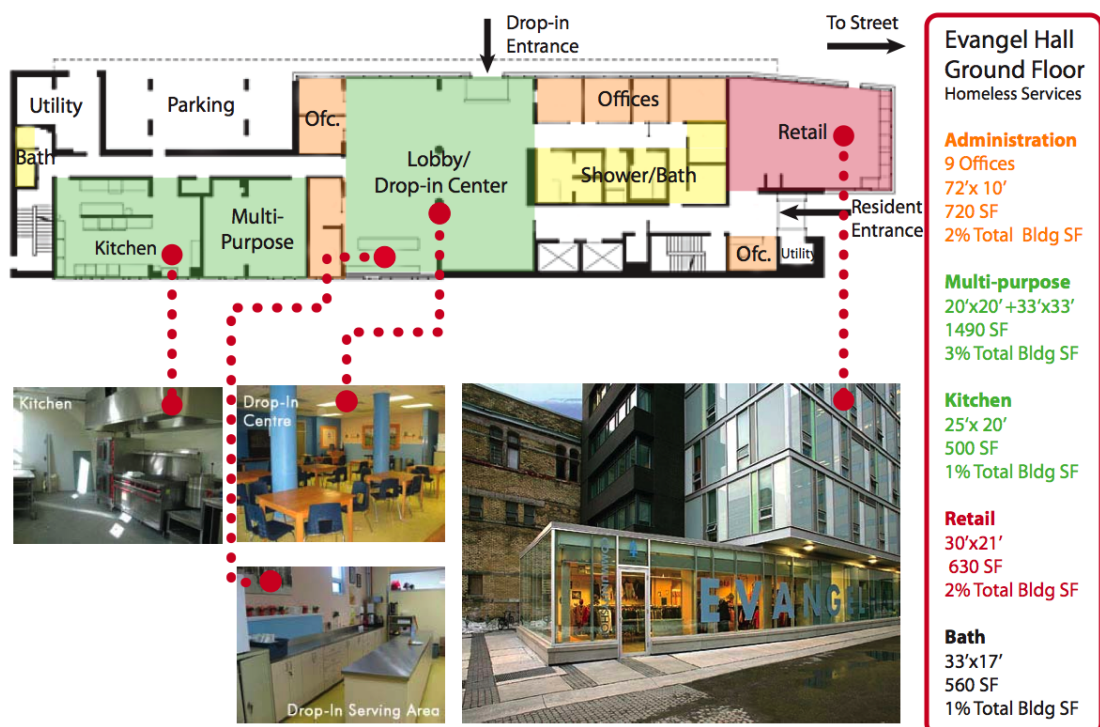 Drop-in
Entrance
To Street
Utility
Parking
Ofc.
Offices
Retail
Bath
Lobby/
Drop-in Center
Shower/Bath
Kitchen
Multi-
Purpose
Resident
Entrance
Ofc.
Utility
Kitchen
Drop-In
Centre
Drop-In Serving Area
EVANGE
Evangel Hall
Ground Floor
Homeless Services
Administration
9 Offices
72’x 10’
720 SF
2% Total Bldg SF
Multi-purpose
20’x20’ +33’x33’
1490 SF
3% Total Bldg SF
Kitchen
25’x 20’
500 SF
1% Total Bldg SF
Retail
30’x21’
630 SF
2% Total Bldg SF
Bath
33’x17’
560 SF
1% Total Bldg SF